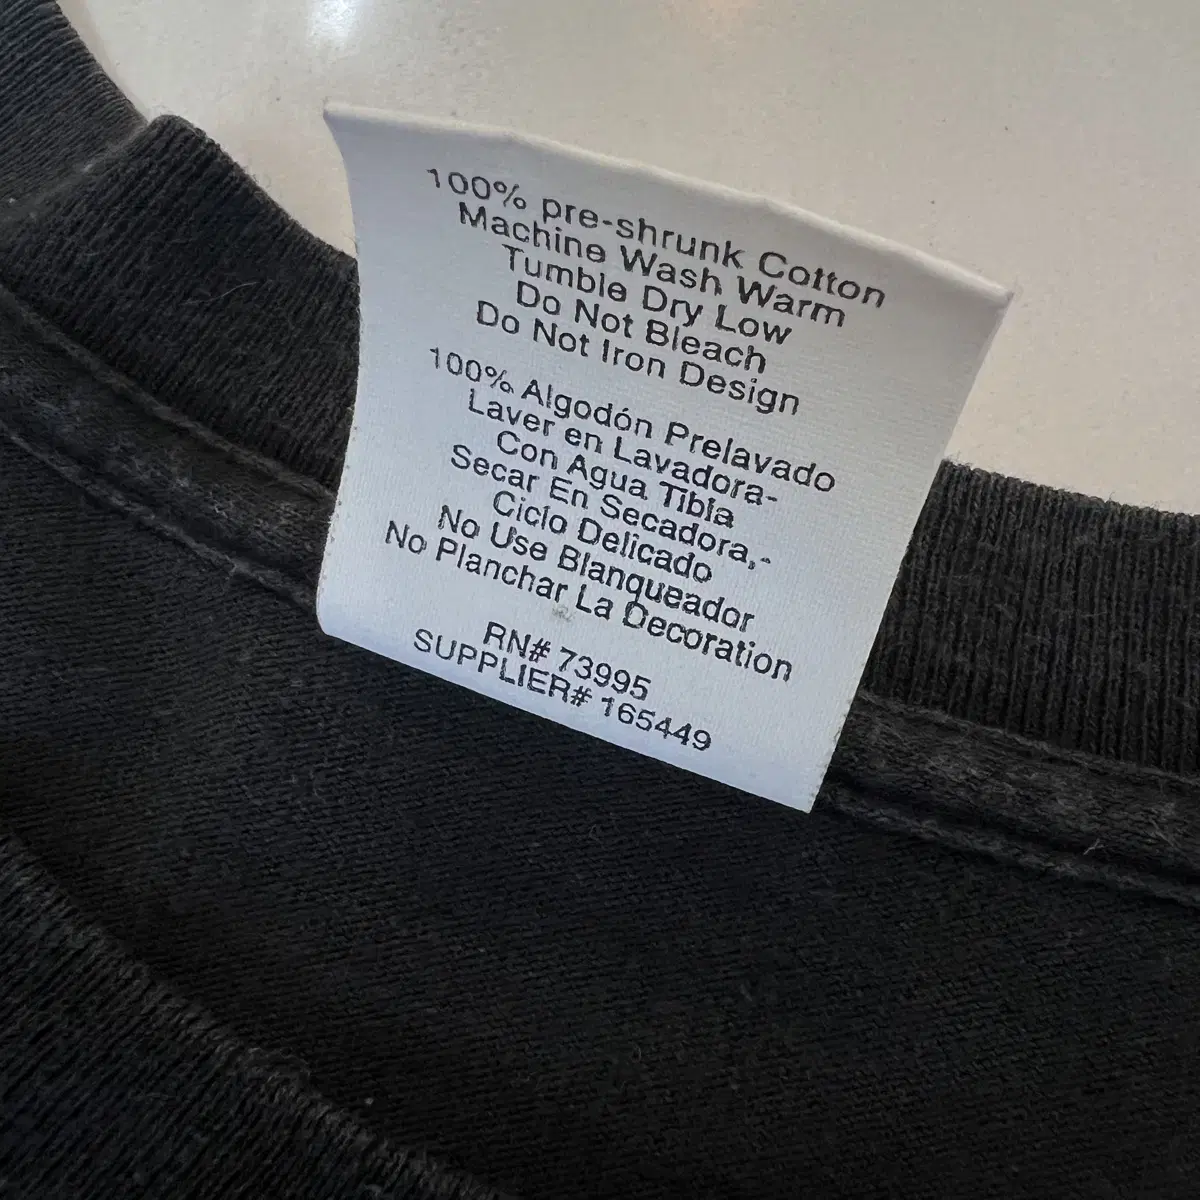 100% pre-shrunk Cotton
Machine Wash Warm
Tumble Dry Low
Do Not Bleach
Do Not Iron Design
100% Algodón Prelavado
Laver en Lavadora-
Con Agua Tibla
Secar En Secadora,-
Ciclo Delicado
No Use Blanqueador
No Planchar La Decoration
RN# 73995
SUPPLIER# 165449